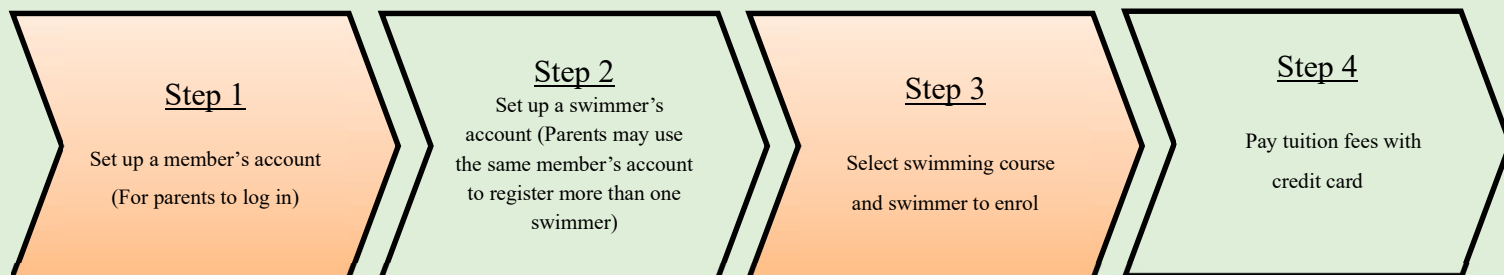 Step 1
Set up a member’s account
(For parents to log in)
Step 2
Set up a swimmer’s
account (Parents may use
the same member’s account
to register more than one
swimmer)
Step 3
Select swimming course
and swimmer to enrol
Step 4
Pay tuition fees with
credit card